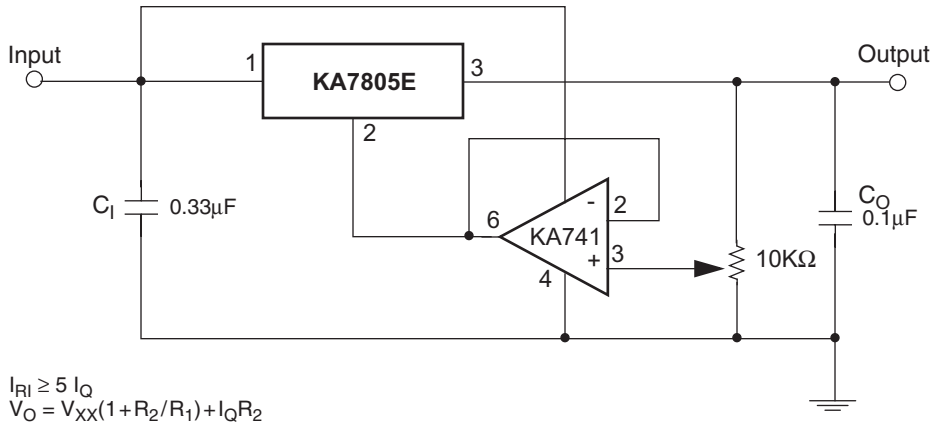 Input
Output
1
KA7805E
3
2
C_I
0.33μF
6
-
2
KA741
+
3
4
10KΩ
C_O
0.1μF
I_RI ≥ 5 I_Q
V_O = V_XX(1+R_2/R_1)+I_QR_2